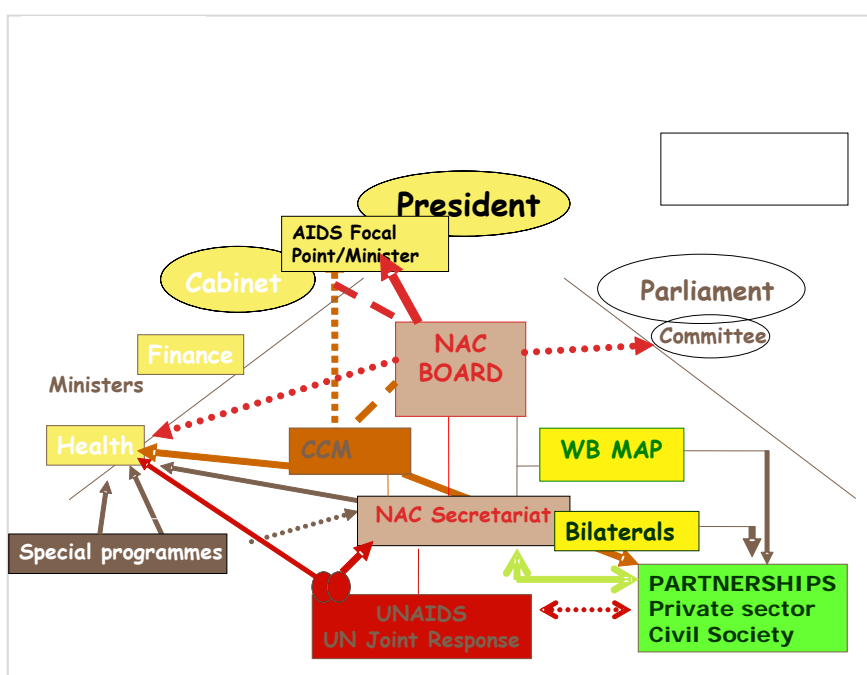 President
AIDS Focal
Point/Minister
Cabinet
Parliament
Committee
Finance
Ministers
NAC
BOARD
Health
CCM
WB MAP
NAC Secretariat
Bilaterals
Special programmes
PARTNERSHIPS
Private sector
Civil Society
UNAIDS
UN Joint Response